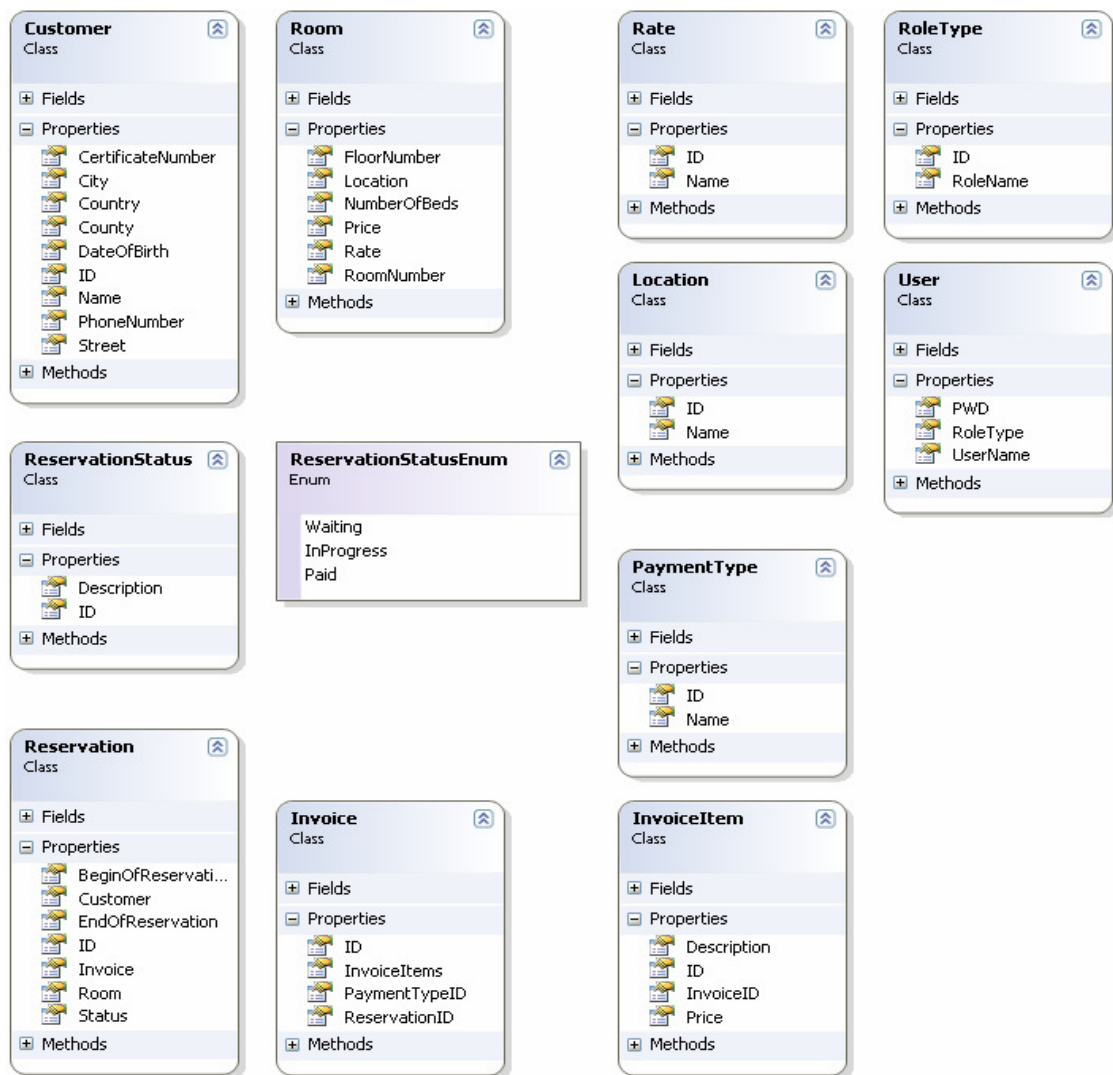 Customer
Class
Fields
Properties
CertificateNumber
City
Country
County
DateOfBirth
ID
Name
PhoneNumber
Street
Methods
Room
Class
Fields
Properties
FloorNumber
Location
NumberOfBeds
Price
Rate
RoomNumber
Methods
Rate
Class
Fields
Properties
ID
Name
Methods
RoleType
Class
Fields
Properties
ID
RoleName
Methods
Location
Class
Fields
Properties
ID
Name
Methods
User
Class
Fields
Properties
PWD
RoleType
UserName
Methods
ReservationStatus
Class
Fields
Properties
Description
ID
Methods
ReservationStatusEnum
Enum
Waiting
InProgress
Paid
PaymentType
Class
Fields
Properties
ID
Name
Methods
Reservation
Class
Fields
Properties
BeginOfReservati...
Customer
EndOfReservation
ID
Invoice
Room
Status
Methods
Invoice
Class
Fields
Properties
ID
InvoiceItems
PaymentTypeID
ReservationID
Methods
InvoiceItem
Class
Fields
Properties
Description
ID
InvoiceID
Price
Methods